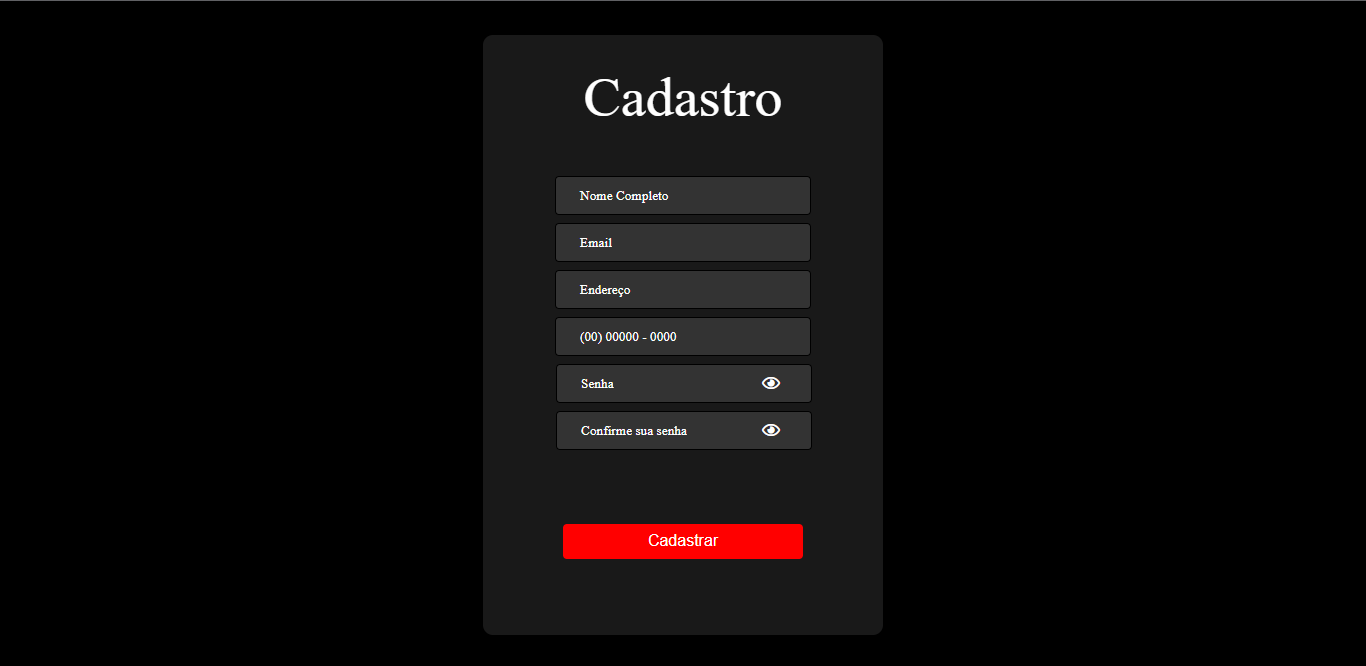 Cadastro
Nome Completo
Email
Endereço
(00) 00000 - 0000
Senha
Confirme sua senha
Cadastrar